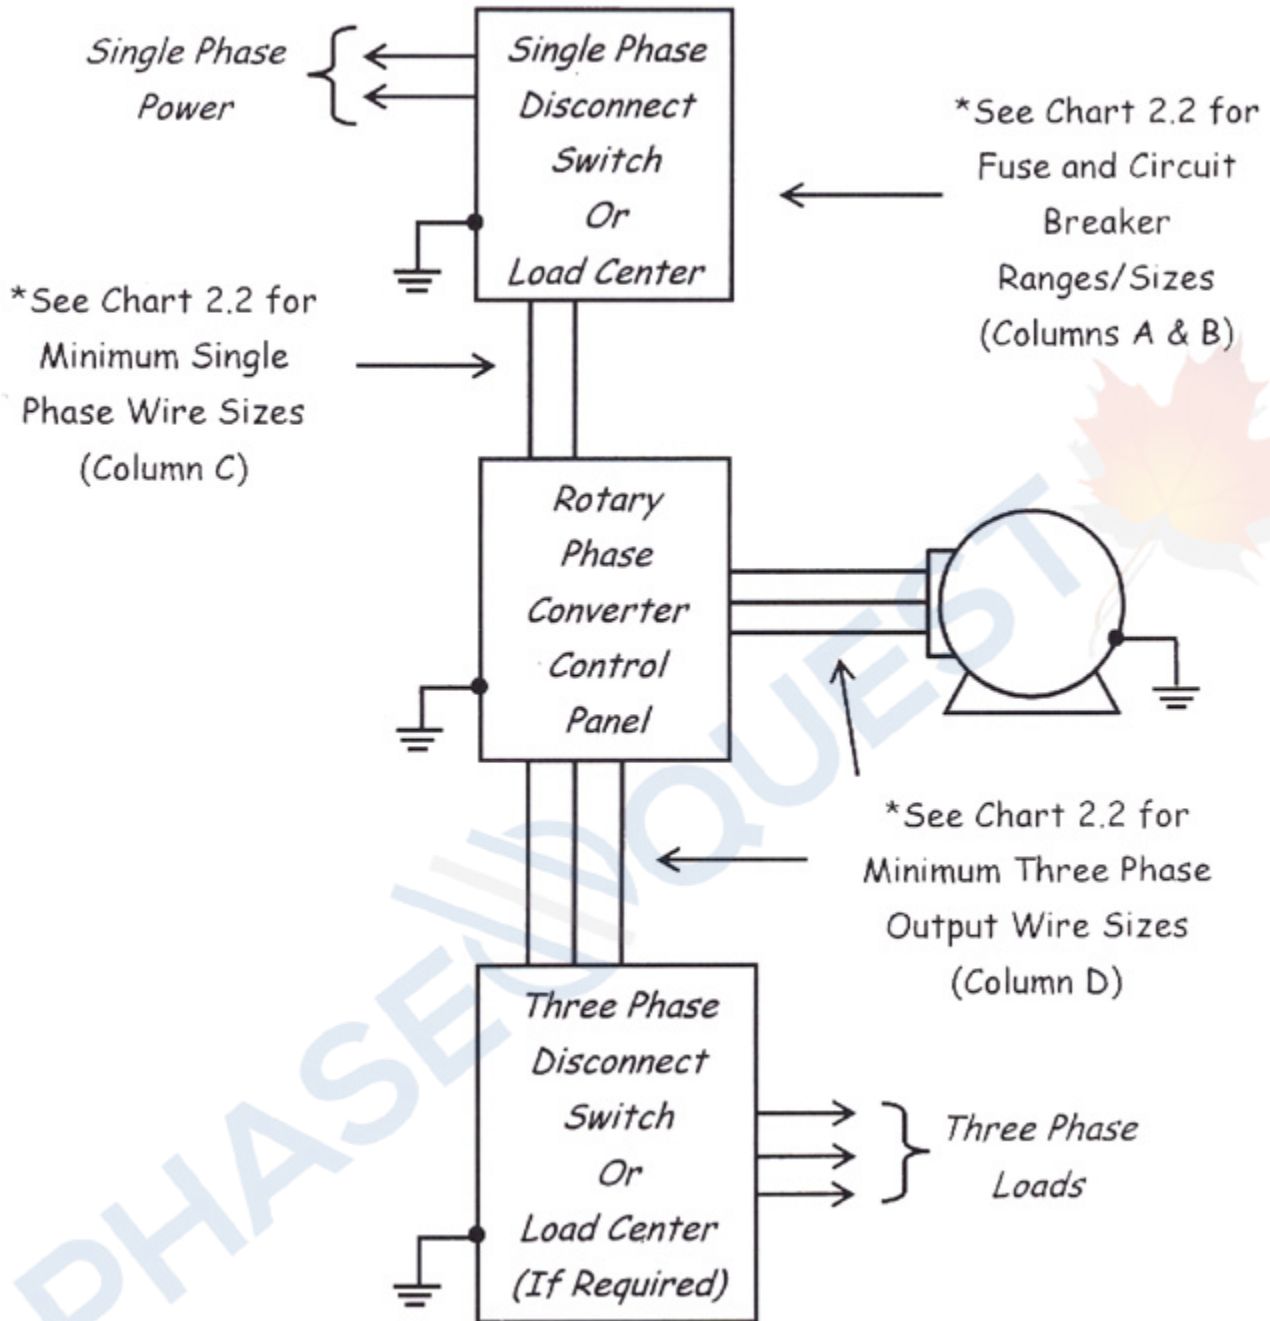 Single Phase
Power
Single Phase
Disconnect
Switch
Or
Load Center
*See Chart 2.2 for
Fuse and Circuit
Breaker
Ranges/Sizes
(Columns A & B)
*See Chart 2.2 for
Minimum Single
Phase Wire Sizes
(Column C)
Rotary
Phase
Converter
Control
Panel
*See Chart 2.2 for
Minimum Three Phase
Output Wire Sizes
(Column D)
Three Phase
Disconnect
Switch
Or
Load Center
(If Required)
Three Phase
Loads
PHASE QUEST